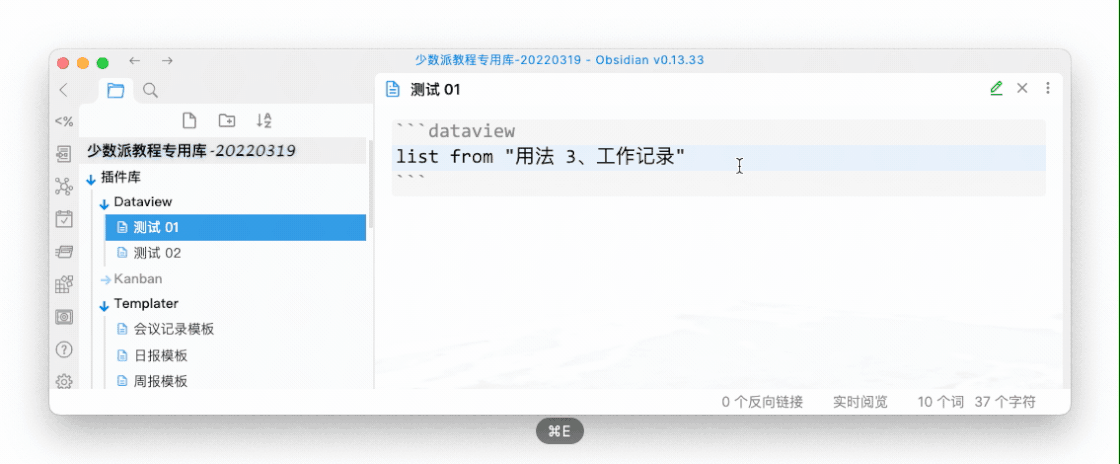 少数派教程专用库-20220319 - Obsidian v0.13.33
测试 01
<%
少数派教程专用库-20220319
插件库
Dataview
测试 01
测试 02
Kanban
Templater
会议记录模板
日报模板
周报模板
```dataview
list from "用法 3、工作记录"
```
0 个反向链接 实时阅览 10 个词 37 个字符
⌘E